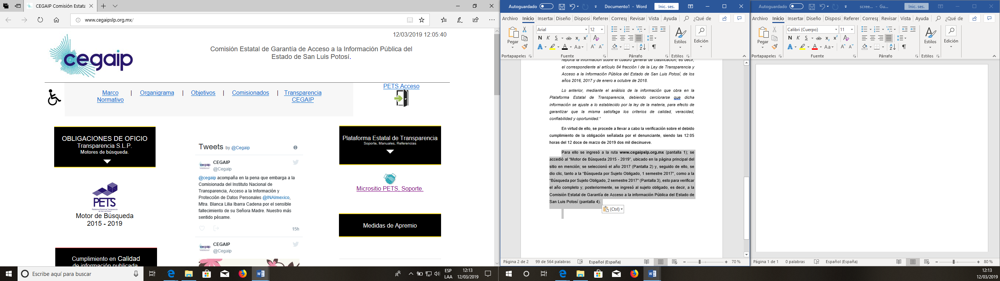 CEGAIP Comisión Estata
www.cegaipslp.org.mx/
12/03/2019 12:05:40
cegaip
Comisión Estatal de Garantía de Acceso a la Información Pública del
Estado de San Luis Potosí.
PETS Acceso
Marco Normativo | Organigrama | Objetivos | Comisionados | Transparencia CEGAIP
OBLIGACIONES DE OFICIO
Transparencia S.L.P.
Motores de búsqueda.
PETS
Plataforma Estatal de Transparencia
de San Luis Potosí
Motor de Búsqueda
2015 - 2019
Cumplimiento en Calidad
de información publicada
Tweets by @Cegaip
CEGAIP
@Cegaip
@cegaip acompaña en la pena que embarga a la
Comisionada del Instituto Nacional de
Transparencia, Acceso a la Información y
Protección de Datos Personales @INAImexico,
Mtra. Blanca Lilia Ibarra Cadena por el sensible
fallecimiento de su Señora Madre. Nuestro más
sentido pésame.
15h
CEGAIP
@Cegaip
Plataforma Estatal de Transparencia
Soporte, Manuales, Referencias
Micrositio PETS, Soporte.
Medidas de Apremio
Escribe aquí para buscar
ESP
LAA
12:13
12/03/2019
Autoguardado Documento1 - Word Inic. ses.
Archivo Inicio Insertar Diseño Disposi Referer Corresp Revisar Vista Ayuda ¿Qué de
Pegar
Arial 12
N K S ab x₂ x²
A A Aa A A
Estilos
Edición
Portapapeles Fuente Párrafo Estilos
reporta la información sobre el cuadro general de clasificación, es decir,
el correspondiente al artículo 84 fracción I de la Ley de Transparencia y
Acceso a la Información Pública del Estado de San Luis Potosí, de los
años 2016, 2017 y de enero a octubre de 2018.
Lo anterior, mediante el análisis de la información que obra en la
Plataforma Estatal de Transparencia, debiendo cerciorarse que dicha
información se ajuste a lo establecido por la ley de la materia, para efecto de
garantizar que la misma satisfaga los criterios de calidad, veracidad,
confiabilidad y oportunidad."
En virtud de ello, se procede a llevar a cabo la verificación sobre el debido
cumplimiento de la obligación señalada por el denunciante, siendo las 12:05
horas del 12 doce de marzo de 2019 dos mil diecinueve.
Para ello se ingresó a la ruta www.cegaipslp.org.mx (pantalla 1); se
accedió al "Motor de Búsqueda 2015 - 2019", ubicado en la página principal del
sitio en mención; se seleccionó el año 2017 (Pantalla 2) y, seguido de ello, se
dio clic, tanto a la "Búsqueda por Sujeto Obligado, 1 semestre 2017", como a la
"Búsqueda por Sujeto Obligado, 2 semestre 2017" (Pantalla 3), esto para verificar
el año completo y; posteriormente, se ingresó al sujeto obligado, es decir, a la
Comisión Estatal de Garantía de Acceso a la información Pública del Estado de
San Luis Potosí (pantalla 4).
(Ctrl)
Página 2 de 2 99 de 564 palabras Español (España) 70 %
Autoguardado scree... - Gu... Inic. ses.
Archivo Inicio Insertar Diseño Disposi Referer Corresp Revisar Vista Ayuda ¿Qué de
Pegar
Calibri (Cuerpo) 11
N K S ab x₂ x²
A A Aa A A
Estilos
Edición
Portapapeles Fuente Párrafo Estilos
Página 1 de 1 0 palabras Español (España) 80 %
12:13
12/03/2019